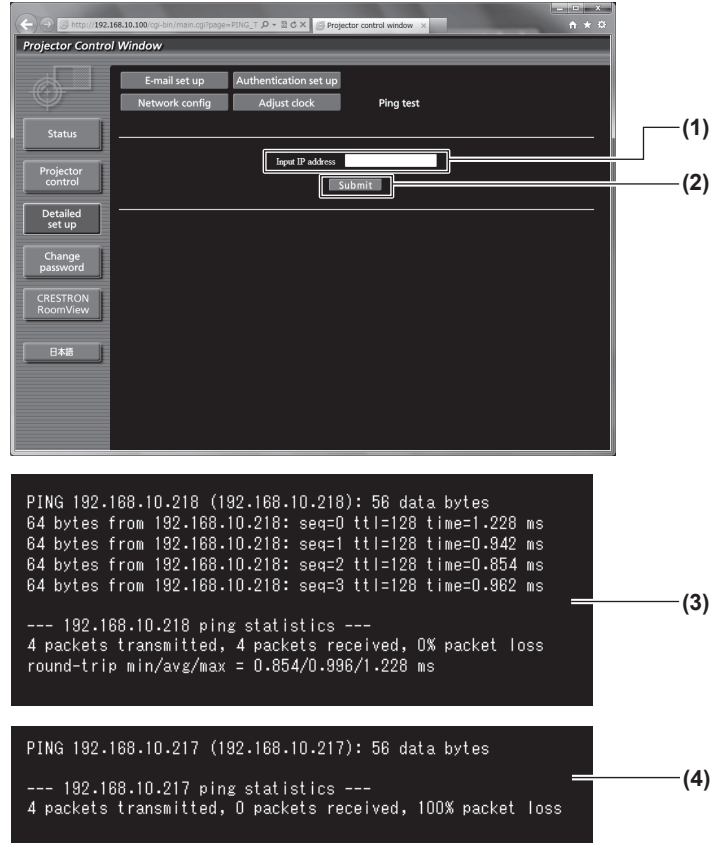 http://192.168.10.100/cgi-bin/main.cgi?page=PING_T
Projector control window
Projector Control Window
E-mail set up
Authentication set up
Network config
Adjust clock
Ping test
Status
Projector
control
Detailed
set up
Change
password
CRESTRON
RoomView
日本語
Input IP address
Submit
(1)
(2)
PING 192.168.10.218 (192.168.10.218): 56 data bytes
64 bytes from 192.168.10.218: seq=0 ttl=128 time=1.228 ms
64 bytes from 192.168.10.218: seq=1 ttl=128 time=0.942 ms
64 bytes from 192.168.10.218: seq=2 ttl=128 time=0.854 ms
64 bytes from 192.168.10.218: seq=3 ttl=128 time=0.962 ms
--- 192.168.10.218 ping statistics ---
4 packets transmitted, 4 packets received, 0% packet loss
round-trip min/avg/max = 0.854/0.996/1.228 ms
(3)
PING 192.168.10.217 (192.168.10.217): 56 data bytes
--- 192.168.10.217 ping statistics ---
4 packets transmitted, 0 packets received, 100% packet loss
(4)